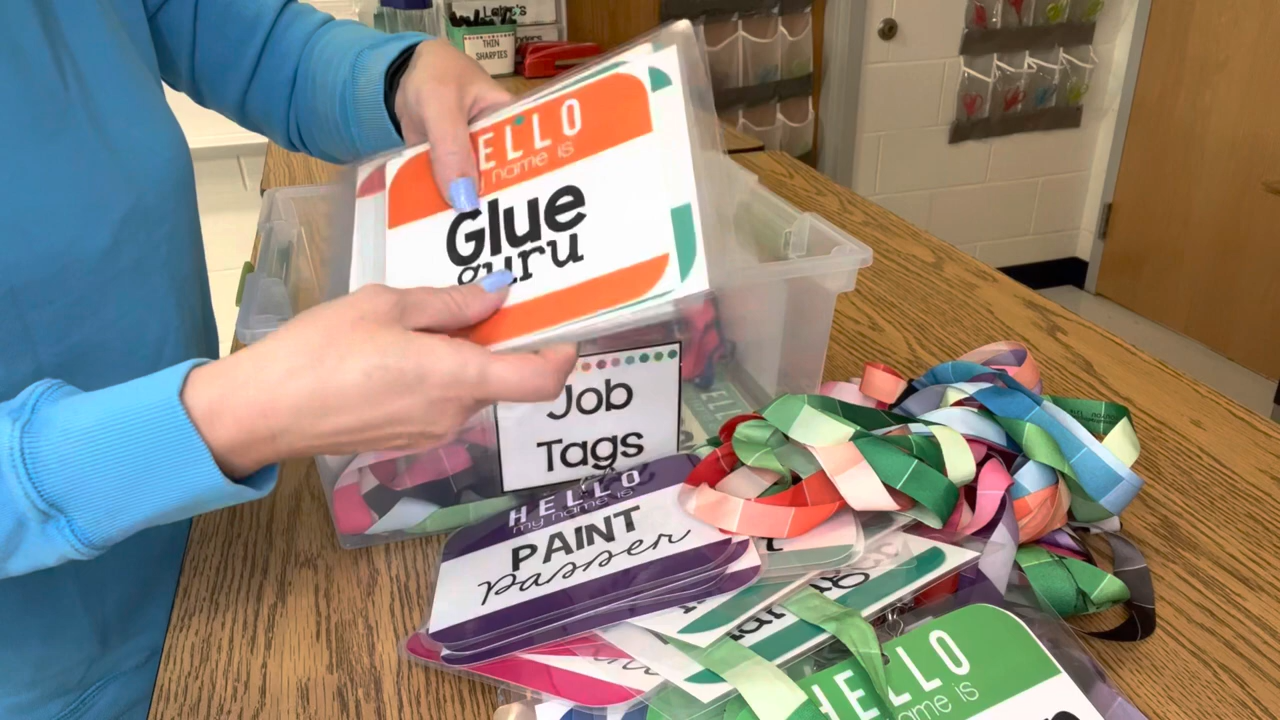 THIN
SHARPIES
HELLO
my name is
Glue
guru
Job
Tags
HELLO
HELLO
my name is
PAINT
passer
HELLO
name is